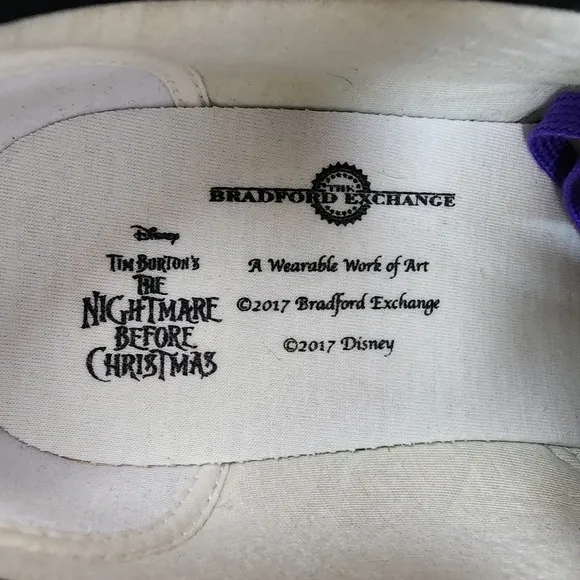 THE
BRADFORD EXCHANGE
Disney
TIM BURTON'S
THE
NIGHTMARE
BEFORE
CHRISTMAS
A Wearable Work of Art
©2017 Bradford Exchange
©2017 Disney